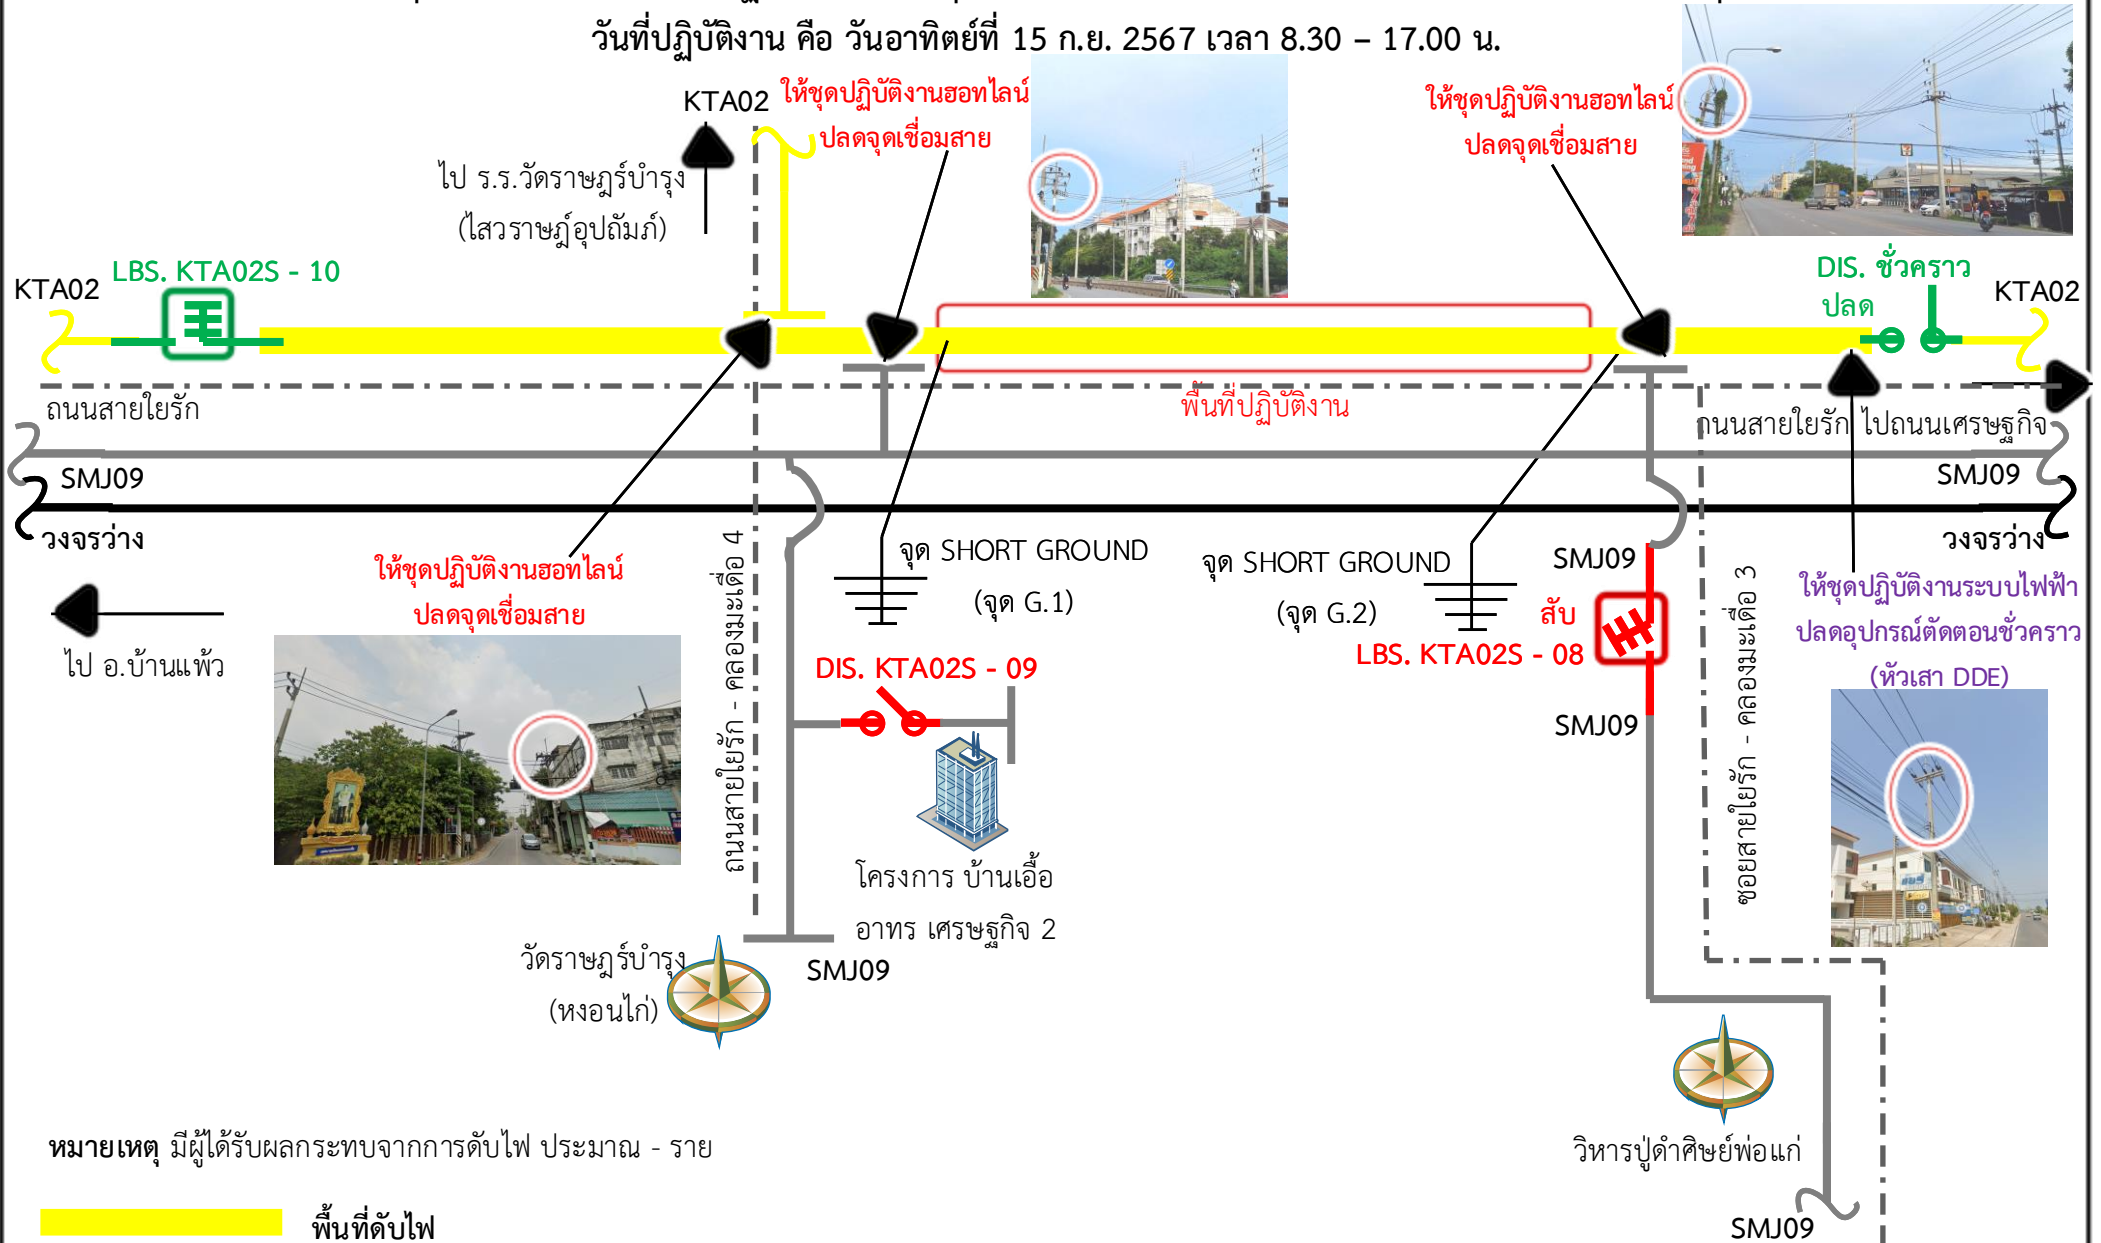 วันที่ปฏิบัติงาน คือ วันอาทิตย์ที่ 15 ก.ย. 2567 เวลา 8.30 – 17.00 น.
KTA02
ให้ชุดปฏิบัติงานฮอทไลน์
ปลดจุดเชื่อมสาย
ให้ชุดปฏิบัติงานฮอทไลน์
ปลดจุดเชื่อมสาย
ไป ร.ร.วัดราษฎร์บำรุง
(ไสวราษฎ์อุปถัมภ์)
KTA02
LBS. KTA02S - 10
DIS. ชั่วคราว
ปลด
KTA02
พื้นที่ปฏิบัติงาน
ถนนสายใยรัก
ถนนสายใยรัก
ไปถนนเศรษฐกิจ
SMJ09
SMJ09
วงจรว่าง
วงจรว่าง
ไป อ.บ้านแพ้ว
ให้ชุดปฏิบัติงานฮอทไลน์
ปลดจุดเชื่อมสาย
ถนนสายใยรัก - คลองมะเดื่อ 4
จุด SHORT GROUND
(จุด G.1)
จุด SHORT GROUND
(จุด G.2)
SMJ09
สับ
LBS. KTA02S - 08
SMJ09
ซอยสายใยรัก - คลองมะเดื่อ 3
ให้ชุดปฏิบัติงานระบบไฟฟ้า
ปลดอุปกรณ์ตัดตอนชั่วคราว
(หัวเสา DDE)
DIS. KTA02S - 09
โครงการ บ้านเอื้อ
อาทร เศรษฐกิจ 2
วัดราษฎร์บำรุง
(หงอนไก่)
SMJ09
วิหารปู่ดำศิษย์พ่อแก่
SMJ09
หมายเหตุ มีผู้ได้รับผลกระทบจากการดับไฟ ประมาณ - ราย
พื้นที่ดับไฟ